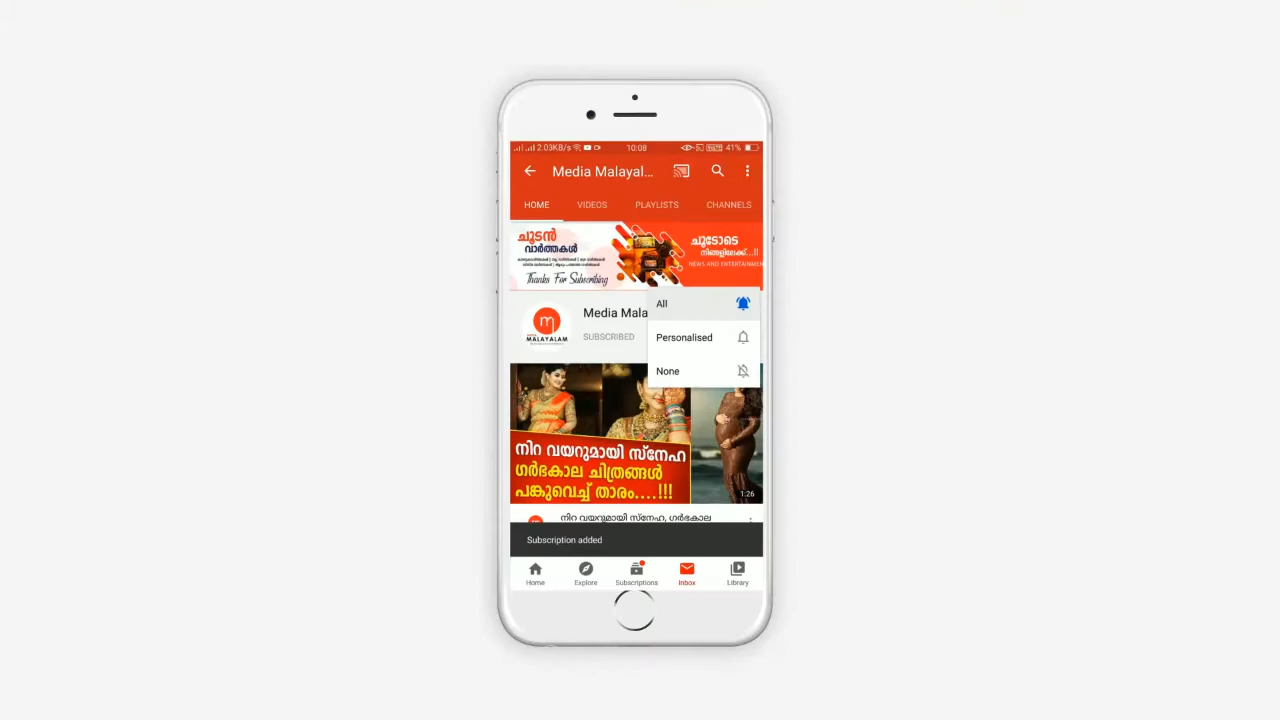 2.03KB/s
10:08
41%
Media Malayal...
HOME
VIDEOS
PLAYLISTS
CHANNELS
ചൂടൻ
വാർത്തകൾ
Thanks For Subscribing
ചൂടോടെ
നിങ്ങളിലേക്ക്...!!
NEWS AND ENTERTAINMEN
MALAYALAM
Media Mala
SUBSCRIBED
All
Personalised
None
നിറ വയറുമായി സ്നേഹ
ഗർഭകാല ചിത്രങ്ങൾ
പങ്കുവെച്ച് താരം....!!!
1:26
നിറ വയറുമായി സ്നേഹ, ഗർഭകാല
Subscription added
Home
Explore
Subscriptions
Inbox
Library